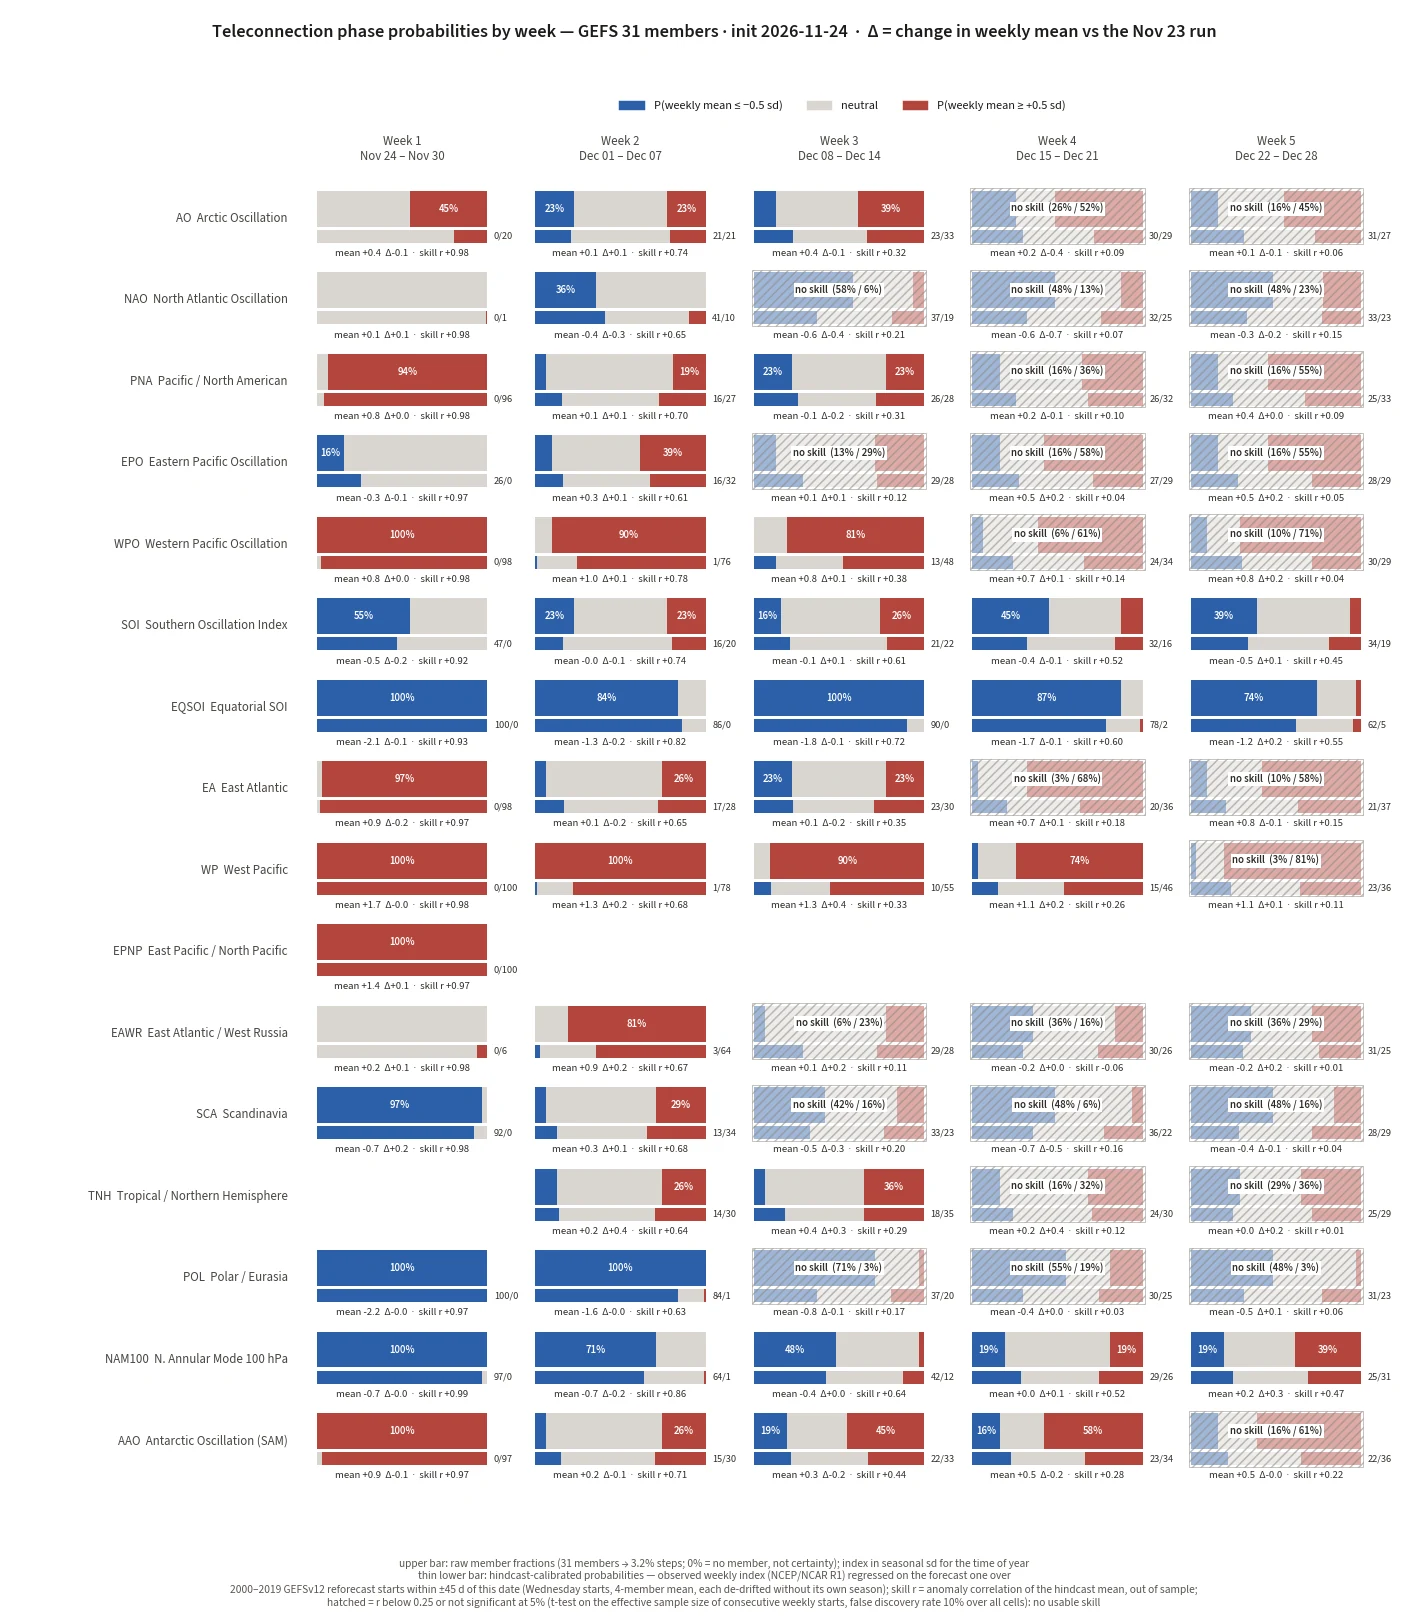 Teleconnection phase probabilities by week — GEFS 31 members · init 2026-11-24 · Δ = change in weekly mean vs the Nov 23 run
P(weekly mean ≤ −0.5 sd) neutral P(weekly mean ≥ +0.5 sd)
Week 1 Week 2 Week 3 Week 4 Week 5
Nov 24 – Nov 30 Dec 01 – Dec 07 Dec 08 – Dec 14 Dec 15 – Dec 21 Dec 22 – Dec 28
AO Arctic Oscillation 45% 23% 23% 39% no skill (26% / 52%) no skill (16% / 45%)
0/20 21/21 23/33 30/29 31/27
mean +0.4 Δ-0.1 · skill r +0.98 mean +0.1 Δ+0.1 · skill r +0.74 mean +0.4 Δ-0.1 · skill r +0.32 mean +0.2 Δ-0.4 · skill r +0.09 mean +0.1 Δ-0.1 · skill r +0.06
NAO North Atlantic Oscillation 36% no skill (58% / 6%) no skill (48% / 13%) no skill (48% / 23%)
0/1 41/10 37/19 32/25 33/23
mean +0.1 Δ+0.1 · skill r +0.98 mean -0.4 Δ-0.3 · skill r +0.65 mean -0.6 Δ-0.4 · skill r +0.21 mean -0.6 Δ-0.7 · skill r +0.07 mean -0.3 Δ-0.2 · skill r +0.15
PNA Pacific / North American 94% 19% 23% 23% no skill (16% / 36%) no skill (16% / 55%)
0/96 16/27 26/28 26/32 25/33
mean +0.8 Δ+0.0 · skill r +0.98 mean +0.1 Δ+0.1 · skill r +0.70 mean -0.1 Δ-0.2 · skill r +0.31 mean +0.2 Δ-0.1 · skill r +0.10 mean +0.4 Δ+0.0 · skill r +0.09
EPO Eastern Pacific Oscillation 16% 39% no skill (13% / 29%) no skill (16% / 58%) no skill (16% / 55%)
26/0 16/32 29/28 27/29 28/29
mean -0.3 Δ-0.1 · skill r +0.97 mean +0.3 Δ+0.1 · skill r +0.61 mean +0.1 Δ+0.1 · skill r +0.12 mean +0.5 Δ+0.2 · skill r +0.04 mean +0.5 Δ+0.2 · skill r +0.05
WPO Western Pacific Oscillation 100% 90% 81% no skill (6% / 61%) no skill (10% / 71%)
0/98 1/76 13/48 24/34 30/29
mean +0.8 Δ+0.0 · skill r +0.98 mean +1.0 Δ+0.1 · skill r +0.78 mean +0.8 Δ+0.1 · skill r +0.38 mean +0.7 Δ+0.1 · skill r +0.14 mean +0.8 Δ+0.2 · skill r +0.04
SOI Southern Oscillation Index 55% 23% 23% 16% 26% 45% 39%
47/0 16/20 21/22 32/16 34/19
mean -0.5 Δ-0.2 · skill r +0.92 mean -0.0 Δ-0.1 · skill r +0.74 mean -0.1 Δ+0.1 · skill r +0.61 mean -0.4 Δ-0.1 · skill r +0.52 mean -0.5 Δ+0.1 · skill r +0.45
EQSOI Equatorial SOI 100% 84% 100% 87% 74%
100/0 86/0 90/0 78/2 62/5
mean -2.1 Δ-0.1 · skill r +0.93 mean -1.3 Δ-0.2 · skill r +0.82 mean -1.8 Δ-0.1 · skill r +0.72 mean -1.7 Δ-0.1 · skill r +0.60 mean -1.2 Δ+0.2 · skill r +0.55
EA East Atlantic 97% 26% 23% 23% no skill (3% / 68%) no skill (10% / 58%)
0/98 17/28 23/30 20/36 21/37
mean +0.9 Δ-0.2 · skill r +0.97 mean +0.1 Δ-0.2 · skill r +0.65 mean +0.1 Δ-0.2 · skill r +0.35 mean +0.7 Δ+0.1 · skill r +0.18 mean +0.8 Δ-0.1 · skill r +0.15
WP West Pacific 100% 100% 90% 74% no skill (3% / 81%)
0/100 1/78 10/55 15/46 23/36
mean +1.7 Δ-0.0 · skill r +0.98 mean +1.3 Δ+0.2 · skill r +0.68 mean +1.3 Δ+0.4 · skill r +0.33 mean +1.1 Δ+0.2 · skill r +0.26 mean +1.1 Δ+0.1 · skill r +0.11
EPNP East Pacific / North Pacific 100%
0/100
mean +1.4 Δ+0.1 · skill r +0.97
EAWR East Atlantic / West Russia 81% no skill (6% / 23%) no skill (36% / 16%) no skill (36% / 29%)
0/6 3/64 29/28 30/26 31/25
mean +0.2 Δ+0.1 · skill r +0.98 mean +0.9 Δ+0.2 · skill r +0.67 mean +0.1 Δ+0.2 · skill r +0.11 mean -0.2 Δ+0.0 · skill r -0.06 mean -0.2 Δ+0.2 · skill r +0.01
SCA Scandinavia 97% 29% no skill (42% / 16%) no skill (48% / 6%) no skill (48% / 16%)
92/0 13/34 33/23 36/22 28/29
mean -0.7 Δ+0.2 · skill r +0.98 mean +0.3 Δ+0.1 · skill r +0.68 mean -0.5 Δ-0.3 · skill r +0.20 mean -0.7 Δ-0.5 · skill r +0.16 mean -0.4 Δ-0.1 · skill r +0.04
TNH Tropical / Northern Hemisphere 26% 36% no skill (16% / 32%) no skill (29% / 36%)
14/30 18/35 24/30 25/29
mean +0.2 Δ+0.4 · skill r +0.64 mean +0.4 Δ+0.3 · skill r +0.29 mean +0.2 Δ+0.4 · skill r +0.12 mean +0.0 Δ+0.2 · skill r +0.01
POL Polar / Eurasia 100% 100% no skill (71% / 3%) no skill (55% / 19%) no skill (48% / 3%)
100/0 84/1 37/20 30/25 31/23
mean -2.2 Δ-0.0 · skill r +0.97 mean -1.6 Δ-0.0 · skill r +0.63 mean -0.8 Δ-0.1 · skill r +0.17 mean -0.4 Δ+0.0 · skill r +0.03 mean -0.5 Δ+0.1 · skill r +0.06
NAM100 N. Annular Mode 100 hPa 100% 71% 48% 19% 19% 19% 39%
97/0 64/1 42/12 29/26 25/31
mean -0.7 Δ-0.0 · skill r +0.99 mean -0.7 Δ-0.2 · skill r +0.86 mean -0.4 Δ+0.0 · skill r +0.64 mean +0.0 Δ+0.1 · skill r +0.52 mean +0.2 Δ+0.3 · skill r +0.47
AAO Antarctic Oscillation (SAM) 100% 26% 19% 45% 16% 58% no skill (16% / 61%)
0/97 15/30 22/33 23/34 22/36
mean +0.9 Δ-0.1 · skill r +0.97 mean +0.2 Δ-0.1 · skill r +0.71 mean +0.3 Δ-0.2 · skill r +0.44 mean +0.5 Δ-0.2 · skill r +0.28 mean +0.5 Δ-0.0 · skill r +0.22
upper bar: raw member fractions (31 members → 3.2% steps; 0% = no member, not certainty); index in seasonal sd for the time of year
thin lower bar: hindcast-calibrated probabilities — observed weekly index (NCEP/NCAR R1) regressed on the forecast one over
2000–2019 GEFSv12 reforecast starts within ±45 d of this date (Wednesday starts, 4-member mean, each de-drifted without its own season); skill r = anomaly correlation of the hindcast mean, out of sample;
hatched = r below 0.25 or not significant at 5% (t-test on the effective sample size of consecutive weekly starts, false discovery rate 10% over all cells): no usable skill